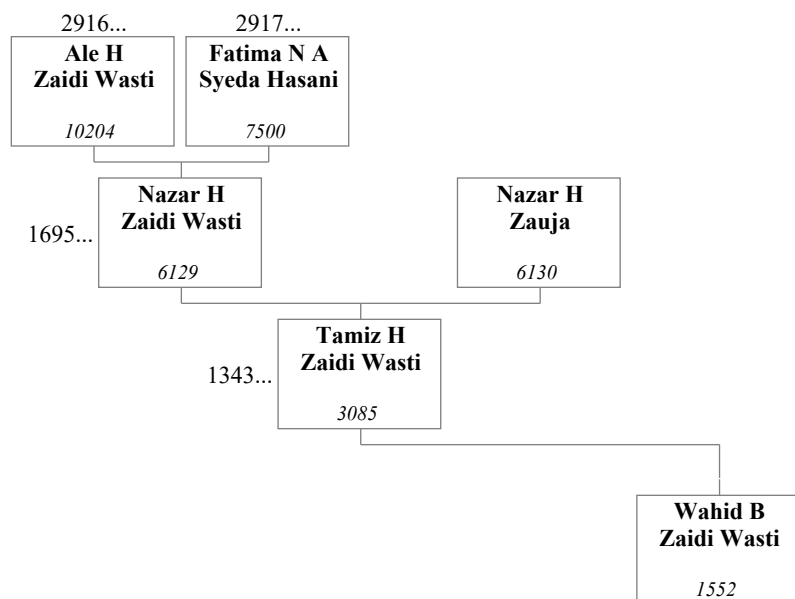 2916...
2917...
Ale H
Zaidi Wasti
10204
Fatima N A
Syeda Hasani
7500
1695...
Nazar H
Zaidi Wasti
6129
Nazar H
Zauja
6130
1343...
Tamiz H
Zaidi Wasti
3085
Wahid B
Zaidi Wasti
1552